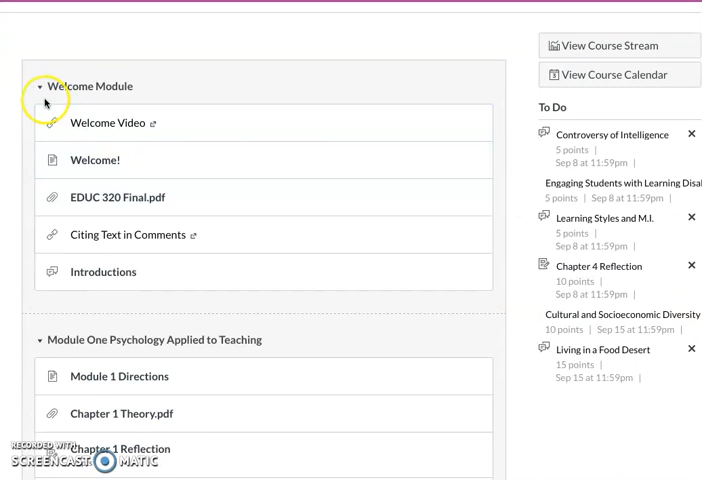 View Course Stream
View Course Calendar
To Do
Controversy of Intelligence
5 points |
Sep 8 at 11:59pm |
Engaging Students with Learning
5 points | Sep 8 at 11:59pm |
Learning Styles and M.I.
5 points |
Sep 8 at 11:59pm |
Chapter 4 Reflection
10 points |
Sep 8 at 11:59pm |
Cultural and Socioeconomic Diversity
10 points | Sep 15 at 11:59pm |
Living in a Food Desert
15 points |
Sep 15 at 11:59pm |
Welcome Module
Welcome Video
Welcome!
EDUC 320 Final.pdf
Citing Text in Comments
Introductions
Module One Psychology Applied to Teaching
Module 1 Directions
Chapter 1 Theory.pdf
Chapter 1 Reflection
RECORDED WITH
SCREENCAST MATIC